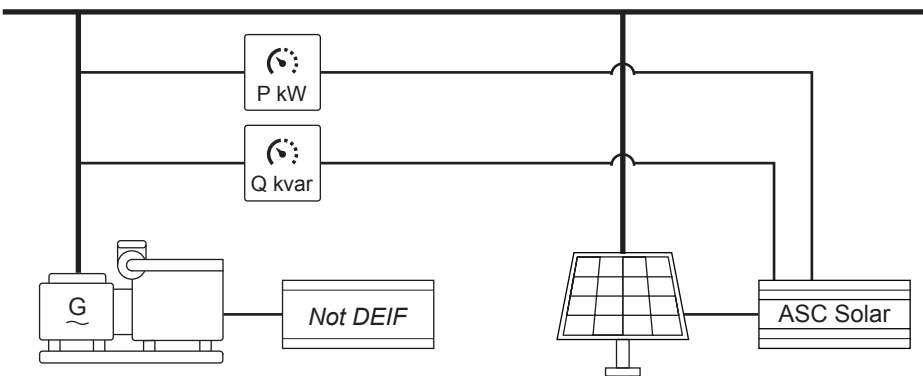 P kW
Q kvar
G
Not DEIF
ASC Solar